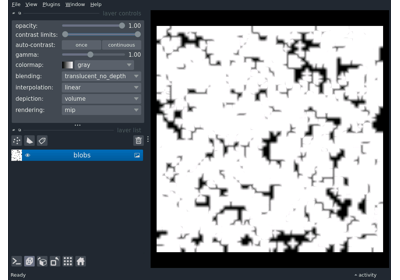 File View Plugins Window Help
layer controls
opacity: 1.00
contrast limits:
auto-contrast: once continuous
gamma: 1.00
colormap: gray
blending: translucent_no_depth
interpolation: linear
depiction: volume
rendering: mip
layer list
blobs
Ready activity